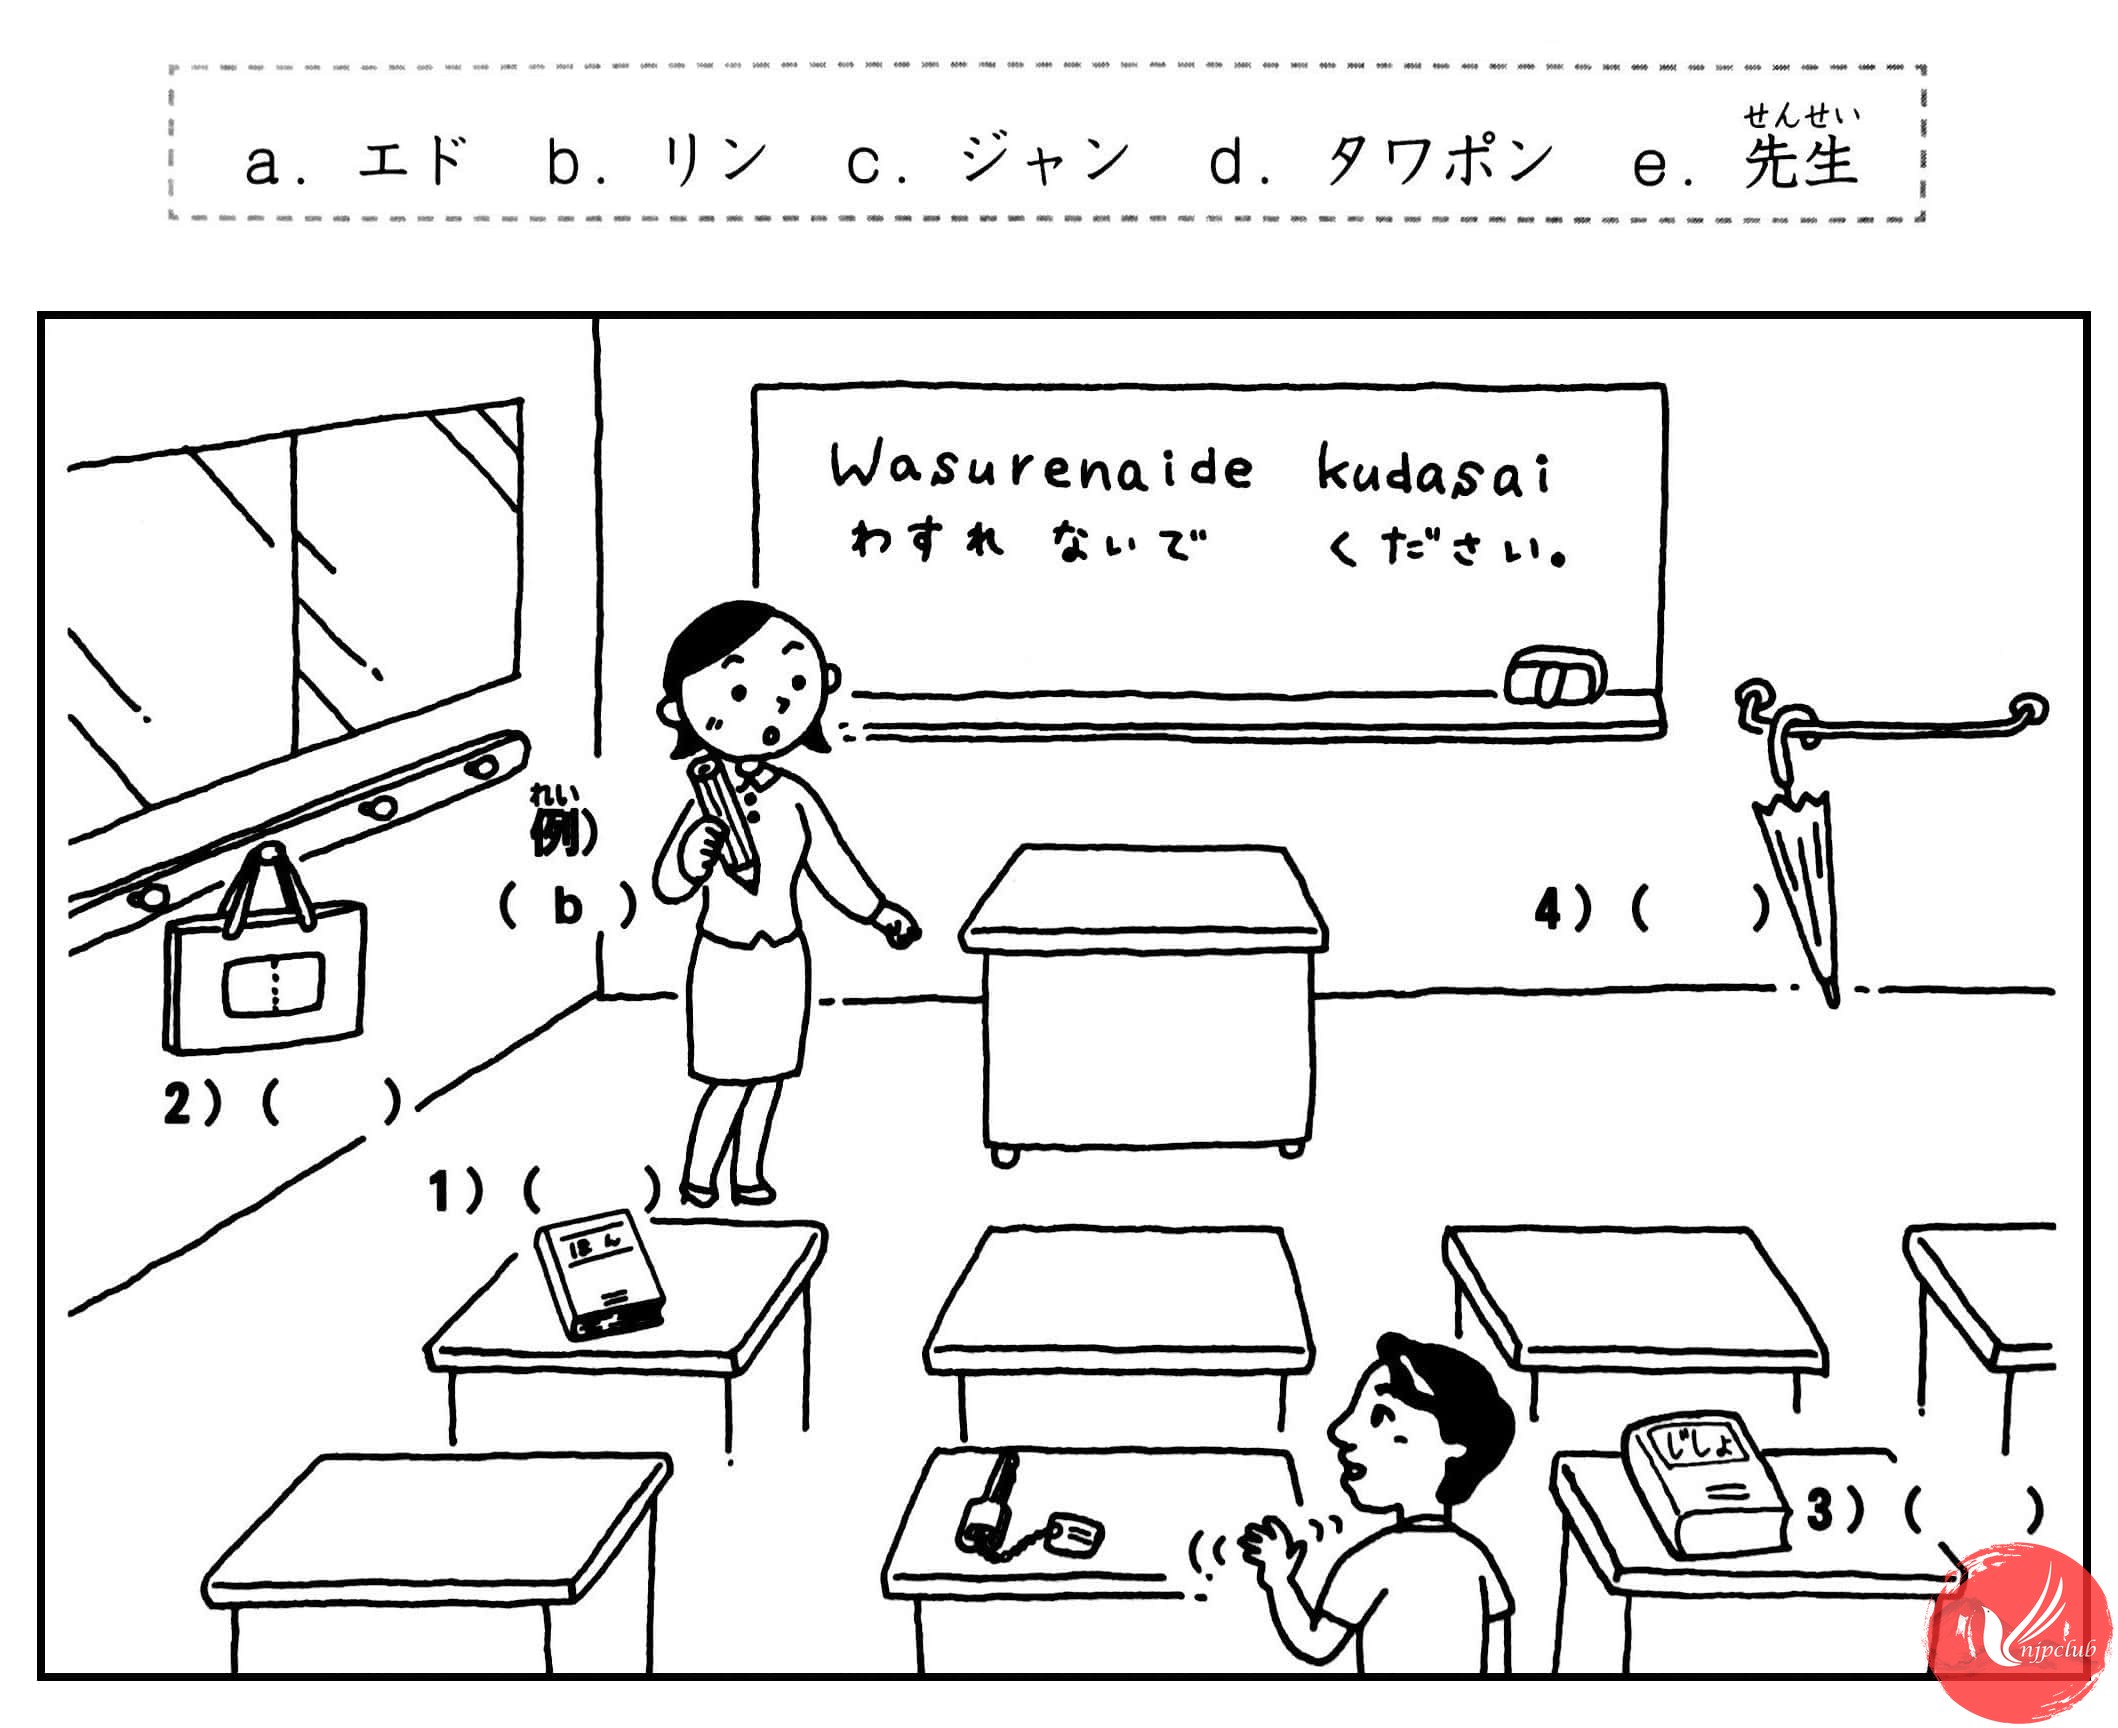 せんせい
a. エド b. リン c. ジャン d. タワポン e. 先生
Wasurenaide kudasai
わすれ ないで ください。
れい
例)
( b )
4) ( )
2) ( )
1) ( )
ほん
じしょ
3) ( )
njpclub